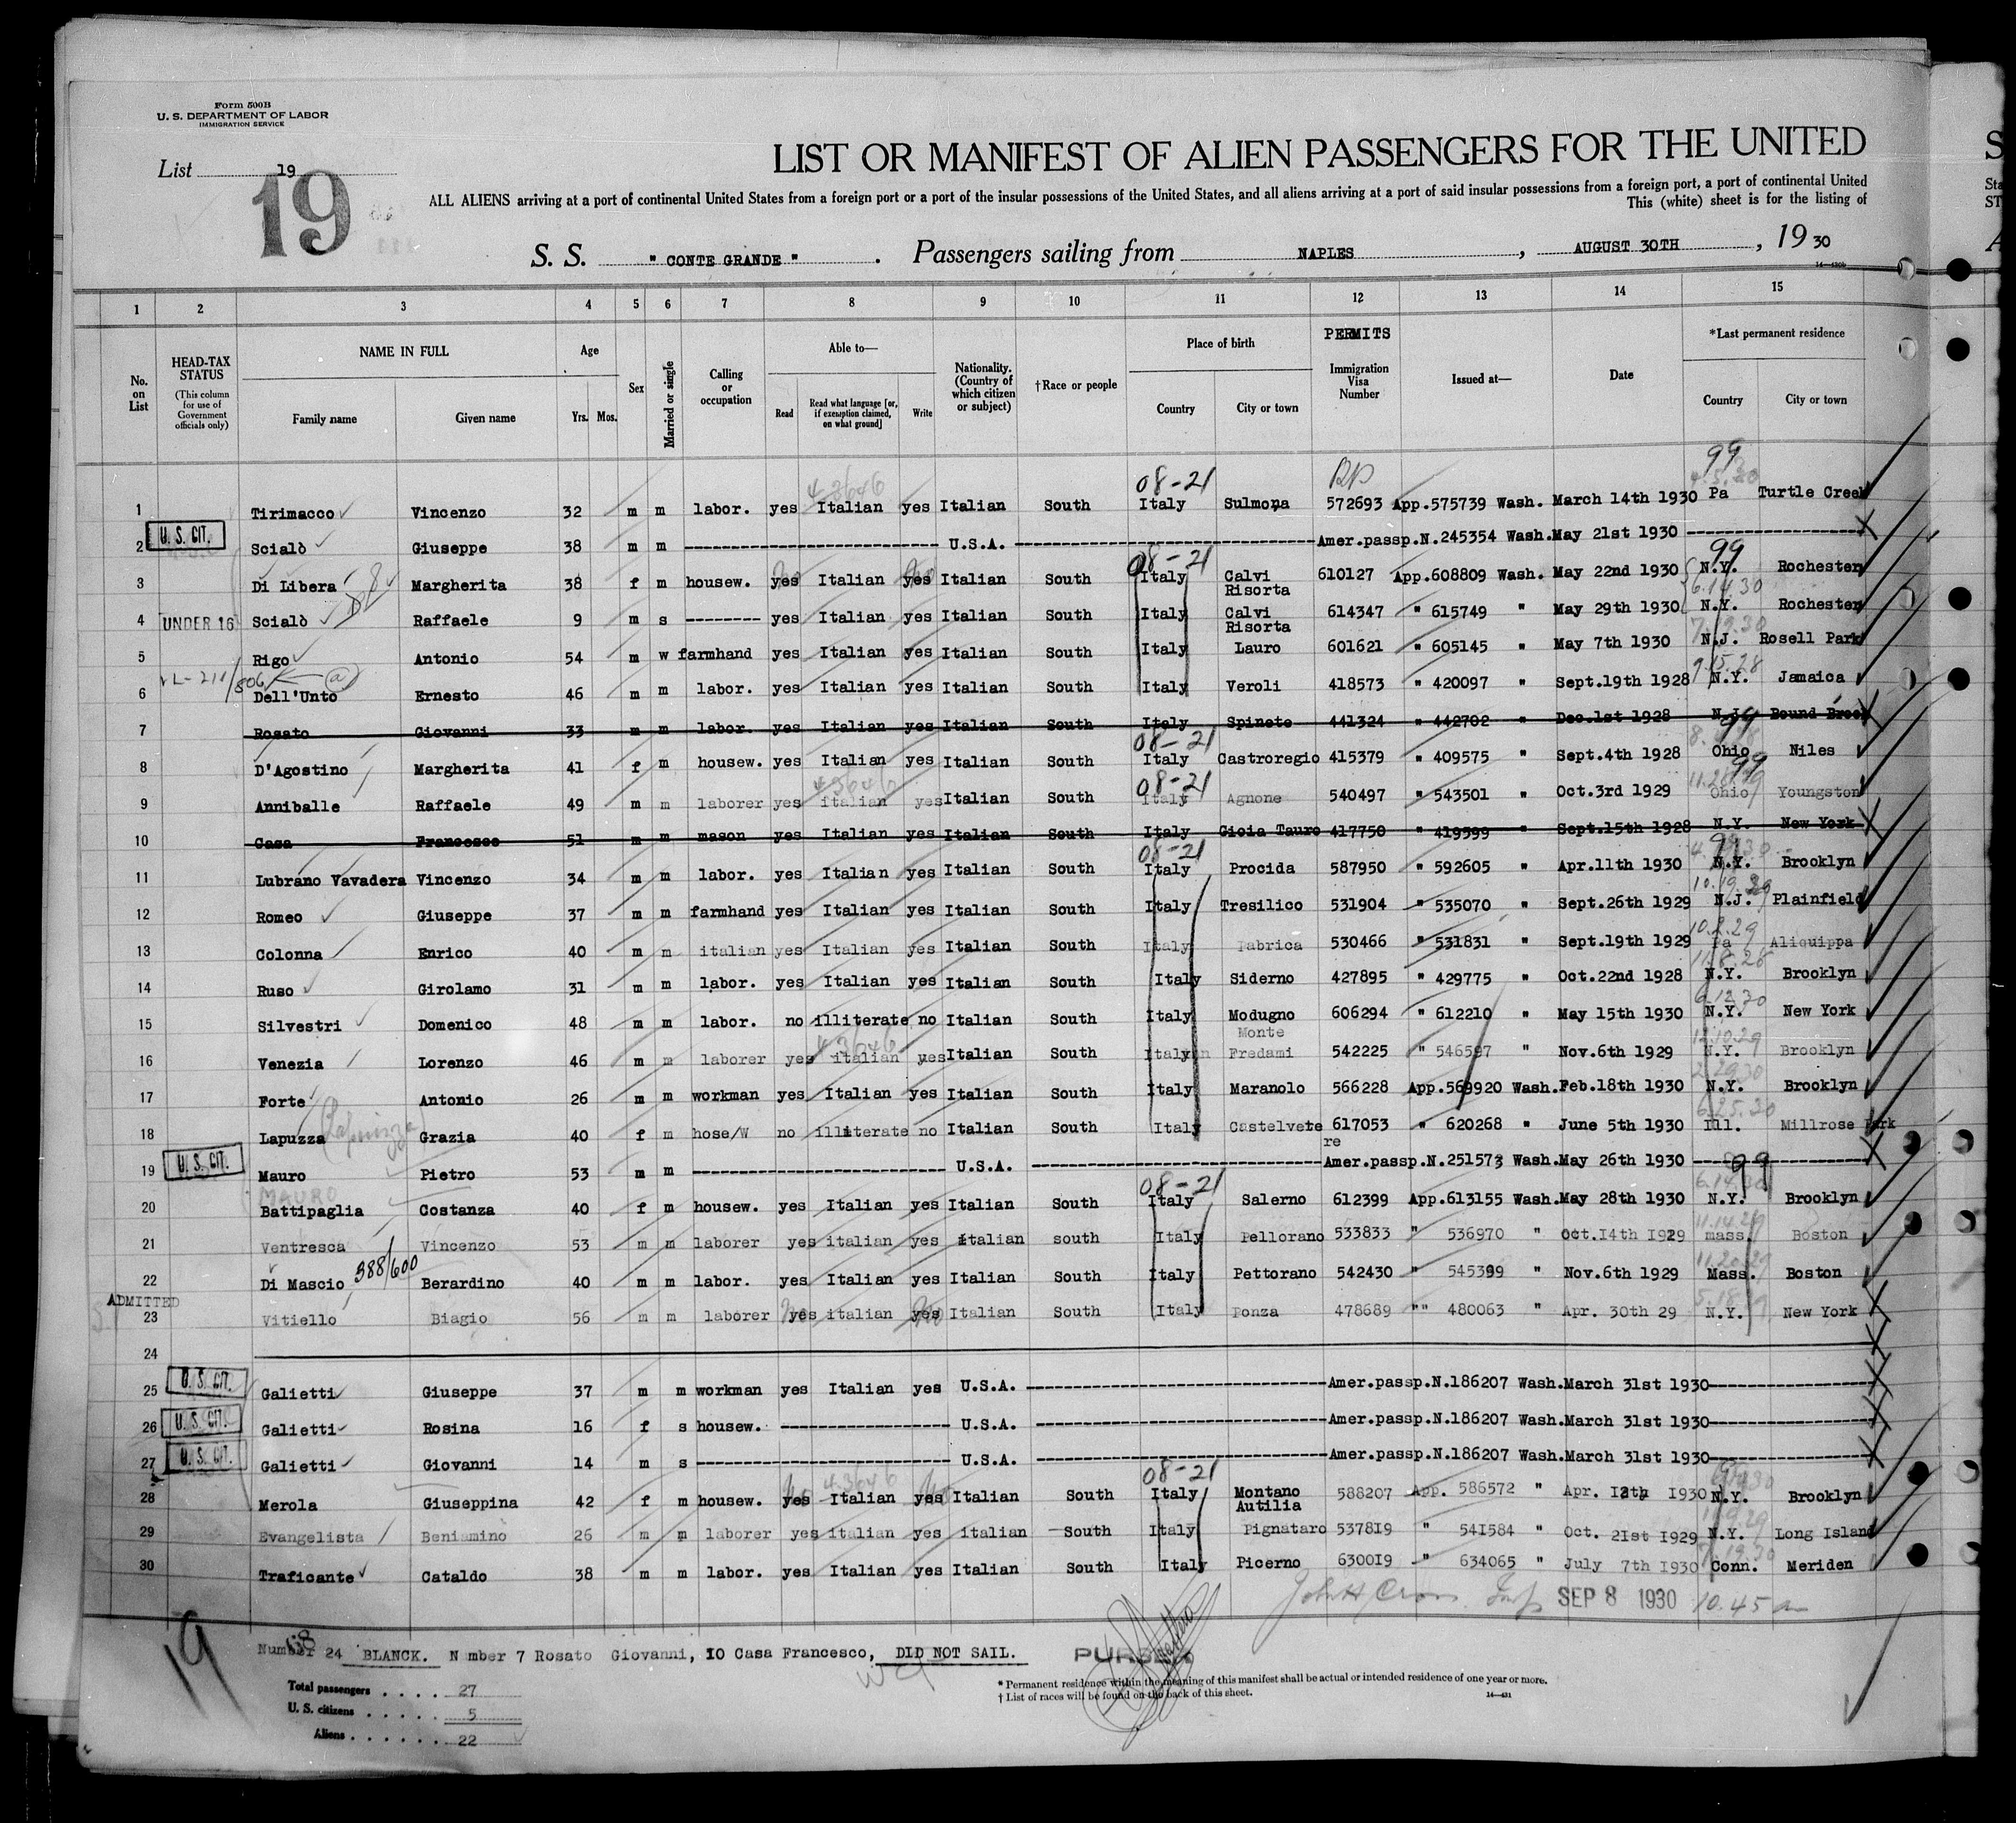 Form 500B
U. S. DEPARTMENT OF LABOR
IMMIGRATION SERVICE
List 19
19
LIST OR MANIFEST OF ALIEN PASSENGERS FOR THE UNITED
ALL ALIENS arriving at a port of continental United States from a foreign port or a port of the insular possessions of the United States, and all aliens arriving at a port of said insular possessions from a foreign port, a port of continental United
This (white) sheet is for the listing of
S. S. " CONTE GRANDE " . Passengers sailing from NAPLES , AUGUST 30TH , 19 30
1 2 3 4 5 6 7 8 9 10 11 12 13 14 15
No. on List
HEAD-TAX STATUS (This column for use of Government officials only)
NAME IN FULL Family name Given name
Age Yrs. Mos.
Sex
Married or single
Calling or occupation
Able to— Read Read what language [or, if exemption claimed, on what ground] Write
Nationality. (Country of which citizen or subject)
†Race or people
Place of birth Country City or town
PERMITS Immigration Visa Number
Issued at—
Date
*Last permanent residence Country City or town
1 Tirimacco Vincenzo 32 m m labor. yes Italian yes Italian South Italy Sulmona 572693 App.575739 Wash. March 14th 1930 Pa Turtle Creek
U. S. CIT.
2 Scialò Giuseppe 38 m m U.S.A. Amer.passp.N.245354 Wash.May 21st 1930
3 Di Libera Margherita 38 f m housew. yes Italian yes Italian South Italy Calvi Risorta 610127 App.608809 Wash. May 22nd 1930 N.Y. Rochester
4 UNDER 16 Scialò Raffaele 9 m s -------- yes Italian yes Italian South Italy Calvi Risorta 614347 " 615749 " May 29th 1930 N.Y. Rochester
5 Rigo Antonio 54 m w farmhand yes Italian yes Italian South Italy Lauro 601621 " 605145 " May 7th 1930 N.J. Rosell Park
6 Dell'Unto Ernesto 46 m m labor. yes Italian yes Italian South Italy Veroli 418573 " 420097 " Sept.19th 1928 N.Y. Jamaica
7 Rosato Giovanni 33 m m labor. yes Italian yes Italian South Italy Spinete 441324 " 442702 " Dec.1st 1928 N.J. Bound Brook
8 D'Agostino Margherita 41 f m housew. yes Italian yes Italian South Italy Castroregio 415379 " 409575 " Sept.4th 1928 Ohio Niles
9 Anniballe Raffaele 49 m m laborer yes italian yes Italian South Italy Agnone 540497 " 543501 " Oct.3rd 1929 Ohio Youngston
10 Casa Francesco 51 m m mason yes Italian yes Italian South Italy Gioia Tauro 417750 " 419599 " Sept.15th 1928 N.Y. New York
11 Lubrano Vavadera Vincenzo 34 m m labor. yes Italian yes Italian South Italy Procida 587950 " 592605 " Apr.11th 1930 N.Y. Brooklyn
12 Romeo Giuseppe 37 m m farmhand yes Italian yes Italian South Italy Tresilico 531904 " 535070 " Sept.26th 1929 N.J. Plainfield
13 Colonna Enrico 40 m m italian yes Italian yes Italian South Italy Fabrica 530466 " 531831 " Sept.19th 1929 Pa Aliquippa
14 Ruso Girolamo 31 m m labor. yes Italian yes Italian South Italy Siderno 427895 " 429775 " Oct.22nd 1928 N.Y. Brooklyn
15 Silvestri Domenico 48 m m labor. no illiterate no Italian South Italy Modugno 606294 " 612210 " May 15th 1930 N.Y. New York
16 Venezia Lorenzo 46 m m laborer yes italian yes Italian South Italy Monte Fredami 542225 " 546597 " Nov.6th 1929 N.Y. Brooklyn
17 Forte Antonio 26 m m workman yes Italian yes Italian South Italy Maranolo 566228 App.569920 Wash.Feb.18th 1930 N.Y. Brooklyn
18 Lapuzza Grazia 40 f m hose/W no illiterate no Italian South Italy Castelvetere 617053 " 620268 " June 5th 1930 Ill. Millrose Park
U. S. CIT.
19 Mauro Pietro 53 m m U.S.A. Amer.passp.N.251573 Wash.May 26th 1930
MAURO
20 Battipaglia Costanza 40 f m housew. yes Italian yes Italian South Italy Salerno 612399 App.613155 Wash.May 28th 1930 N.Y. Brooklyn
21 Ventresca Vincenzo 53 m m laborer yes italian yes italian south Italy Pellorano 533833 " 536970 " Oct.14th 1929 mass. Boston
22 Di Mascio 388/600 Berardino 40 m m labor. yes Italian yes Italian South Italy Pettorano 542430 " 545399 " Nov.6th 1929 Mass. Boston
ADMITTED
23 Vitiello Biagio 56 m m laborer yes italian yes Italian South Italy Ponza 478689 "" 480063 " Apr. 30th 29 N.Y. New York
24
U. S. CIT.
25 Galietti Giuseppe 37 m m workman yes Italian yes U.S.A. Amer.passp.N.186207 Wash.March 31st 1930
U. S. CIT.
26 Galietti Rosina 16 f s housew. U.S.A. Amer.passp.N.186207 Wash.March 31st 1930
U. S. CIT.
27 Galietti Giovanni 14 m s U.S.A. Amer.passp.N.186207 Wash.March 31st 1930
28 Merola Giuseppina 42 f m housew. yes Italian yes Italian South Italy Montano Autilia 588207 App. 586572 " Apr. 1930 N.Y. Brooklyn
29 Evangelista Beniamino 26 m m laborer yes italian yes italian South Italy Pignataro 537819 " 541584 " Oct. 21st 1929 N.Y. Long Island
30 Traficante Cataldo 38 m m labor. yes Italian yes Italian South Italy Picerno 630019 " 634065 " July 7th 1930 Conn. Meriden
John H Cross Insp SEP 8 1930 10.45 am
19
Number 24 BLANCK. N mber 7 Rosato Giovanni, 10 Casa Francesco, DID NOT SAIL. PURSER
Total passengers . . . . 27
U. S. citizens . . . . . 5
Aliens . . . . . . 22
* Permanent residence within the meaning of this manifest shall be actual or intended residence of one year or more.
† List of races will be found on the back of this sheet.